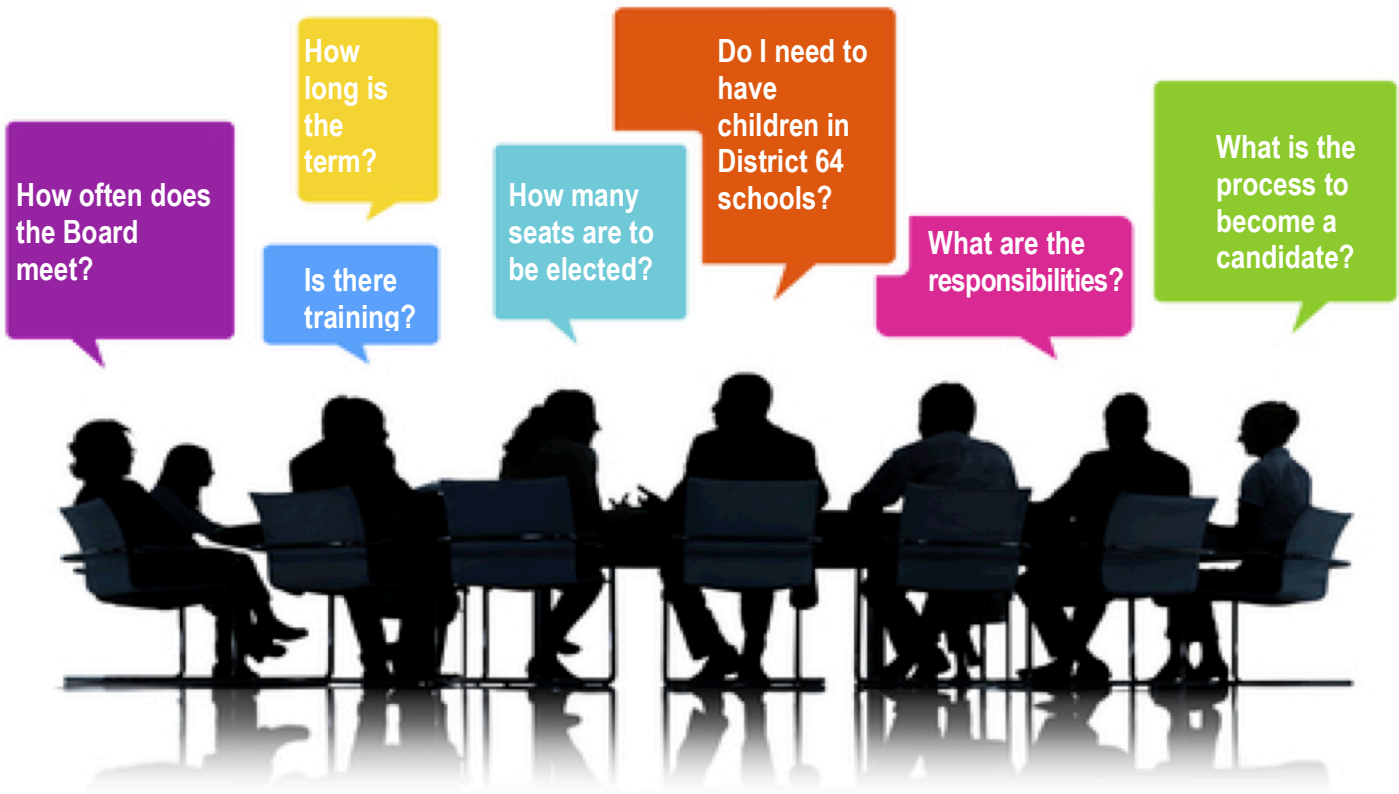 How often does
the Board
meet?
How
long is
the
term?
Is there
training?
How many
seats are to
be elected?
Do I need to
have
children in
District 64
schools?
What are the
responsibilities?
What is the
process to
become a
candidate?